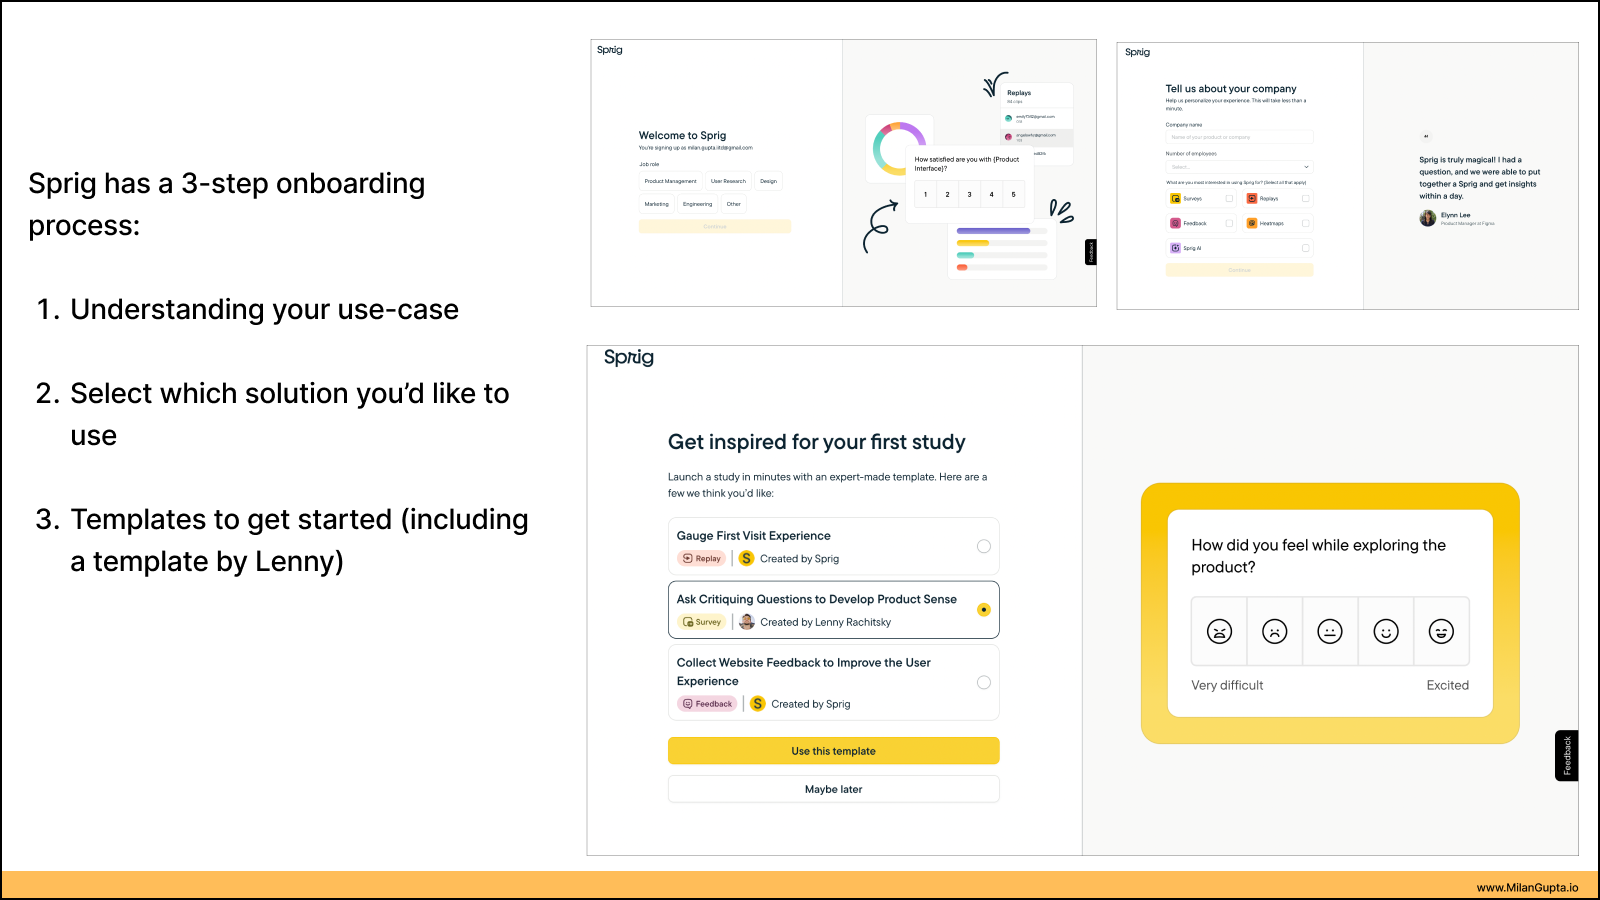 Sprig has a 3-step onboarding
process:
1. Understanding your use-case
2. Select which solution you’d like to
use
3. Templates to get started (including
a template by Lenny)
Sprig
Welcome to Sprig
Job role
Product Management
User Research
Design
Marketing
Engineering
Other
Continue
Replays
How satisfied are you with {Product
Interface}?
1 2 3 4 5
Feedback
Sprig
Tell us about your company
Help us personalize your experience. This will take less than a
minute.
Company name
Name of your product or company
Number of employees
Select...
What are you most interested in using Sprig for? (Select all that apply)
Surveys
Replays
Feedback
Heatmaps
Sprig AI
Continue
Sprig is truly magical! I had a
question, and we were able to put
together a Sprig and get insights
within a day.
Elynn Lee
Product Manager at Figma
Sprig
Get inspired for your first study
Launch a study in minutes with an expert-made template. Here are a
few we think you’d like:
Gauge First Visit Experience
Replay
S Created by Sprig
Ask Critiquing Questions to Develop Product Sense
Survey
Created by Lenny Rachitsky
Collect Website Feedback to Improve the User
Experience
Feedback
S Created by Sprig
Use this template
Maybe later
How did you feel while exploring the
product?
Very difficult
Excited
Feedback
www.MilanGupta.io